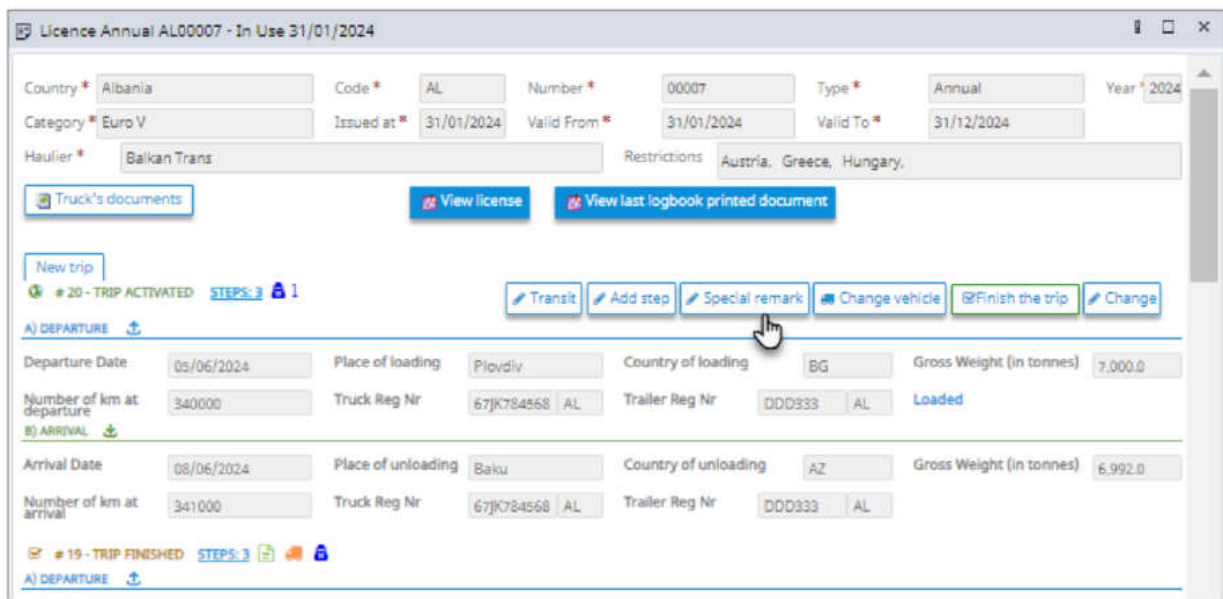 Licence Annual AL00007 - In Use 31/01/2024
Country * Albania Code * AL Number * 00007 Type * Annual Year * 2024
Category * Euro V Issued at * 31/01/2024 Valid From * 31/01/2024 Valid To * 31/12/2024
Haulier * Balkan Trans Restrictions Austria, Greece, Hungary,
Truck's documents View license View last logbook printed document
New trip
# 20 - TRIP ACTIVATED STEPS: 3 1 Transit Add step Special remark Change vehicle Finish the trip Change
A) DEPARTURE
Departure Date 05/06/2024 Place of loading Plovdiv Country of loading BG Gross Weight (in tonnes) 7,000.0
Number of km at departure 340000 Truck Reg Nr 67JK784568 AL Trailer Reg Nr DDD333 AL Loaded
B) ARRIVAL
Arrival Date 08/06/2024 Place of unloading Baku Country of unloading AZ Gross Weight (in tonnes) 6,992.0
Number of km at arrival 341000 Truck Reg Nr 67JK784568 AL Trailer Reg Nr DDD333 AL
# 19 - TRIP FINISHED STEPS: 3
A) DEPARTURE